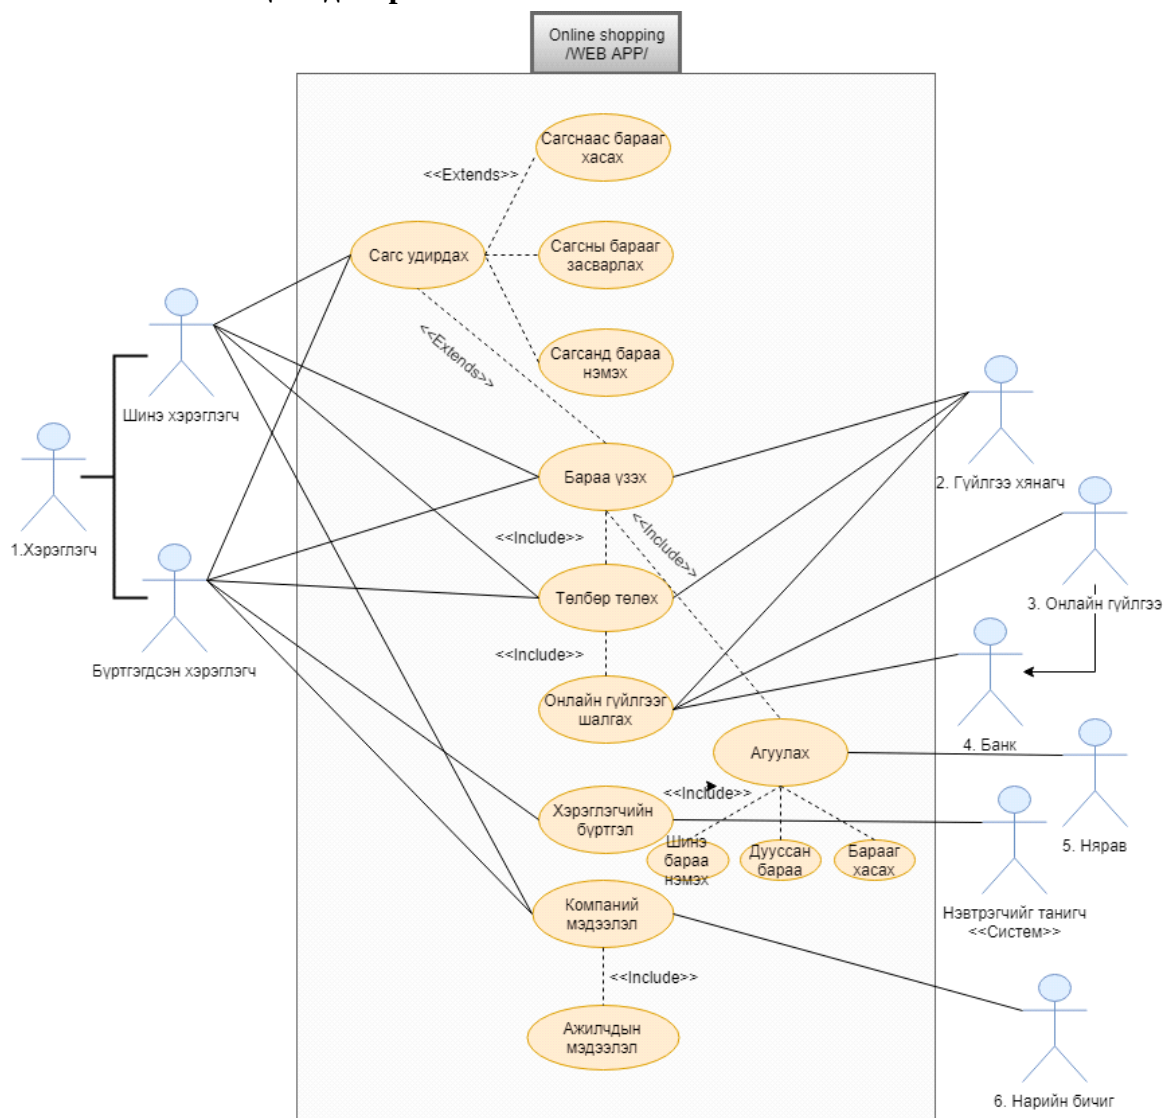 Online shopping
/WEB APP/
Сагснаас барааг
хасах
<<Extends>>
Сагс удирдах
Сагсны барааг
засварлах
<<Extends>>
Сагсанд бараа
нэмэх
Шинэ хэрэглэгч
1.Хэрэглэгч
Бүртгэгдсэн хэрэглэгч
Бараа үзэх
2. Гүйлгээ хянагч
<<Include>>
<<Include>>
Төлбөр төлөх
3. Онлайн гүйлгээ
<<Include>>
Онлайн гүйлгээг
шалгах
4. Банк
Агуулах
<<Include>>
Хэрэглэгчийн
бүртгэл
5. Нярав
Шинэ
бараа
нэмэх
Дууссан
бараа
Барааг
хасах
Нэвтрэгчийг танигч
<<Систем>>
Компаний
мэдээлэл
<<Include>>
Ажилчдын
мэдээлэл
6. Нарийн бичиг